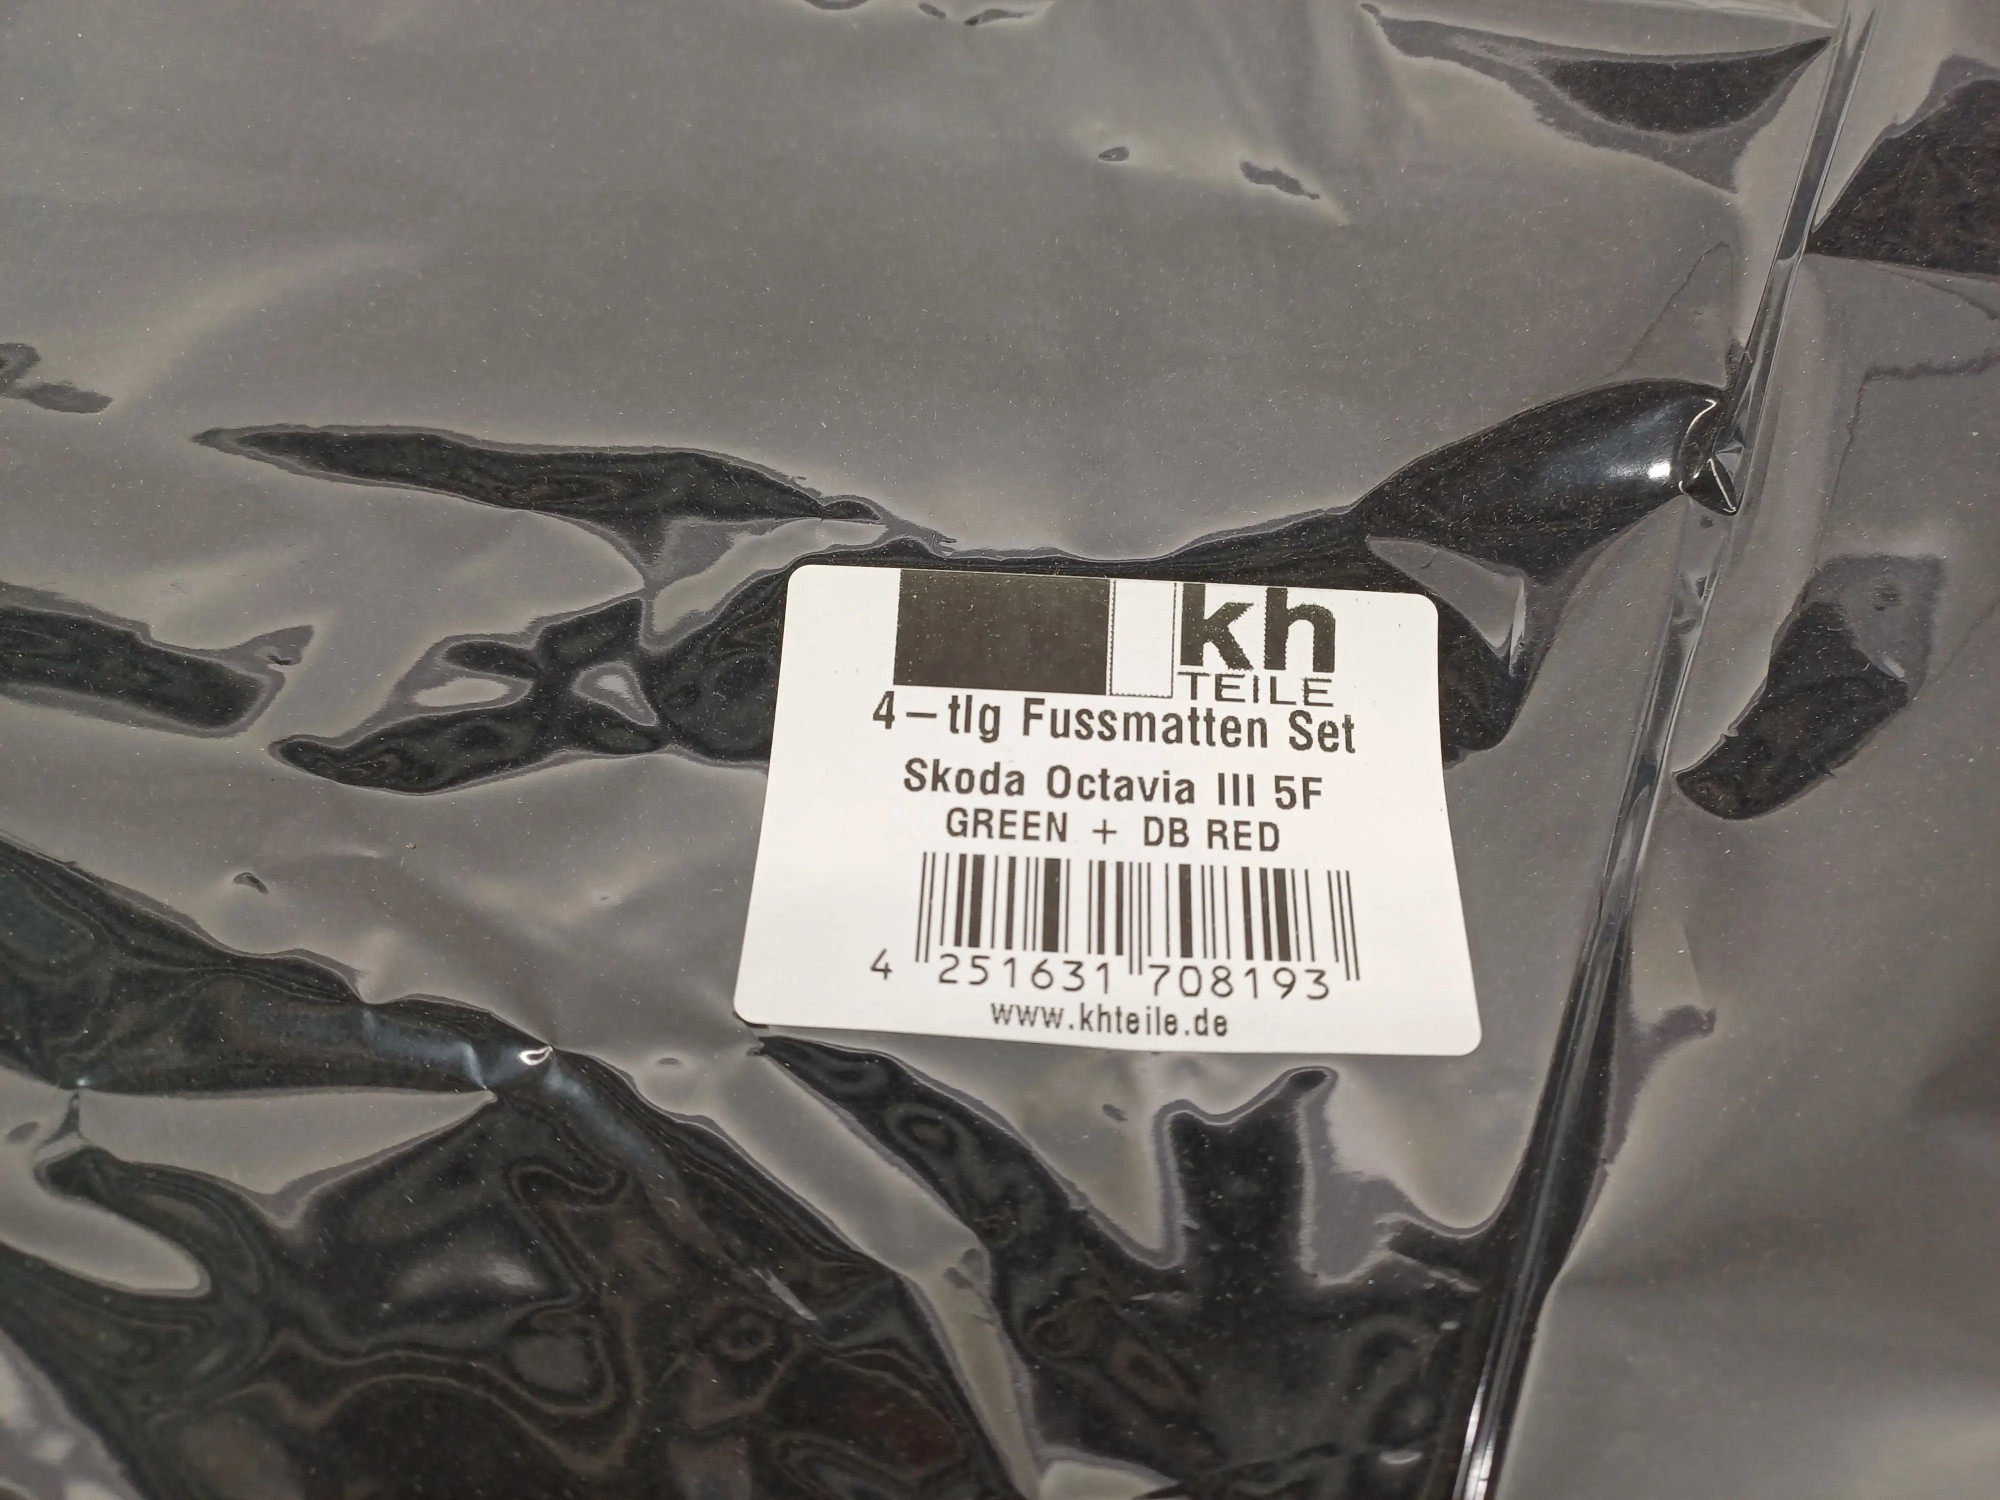 kh
TEILE
4-tlg Fussmatten Set
Skoda Octavia III 5F
GREEN + DB RED
4 251631 708193
www.khteile.de